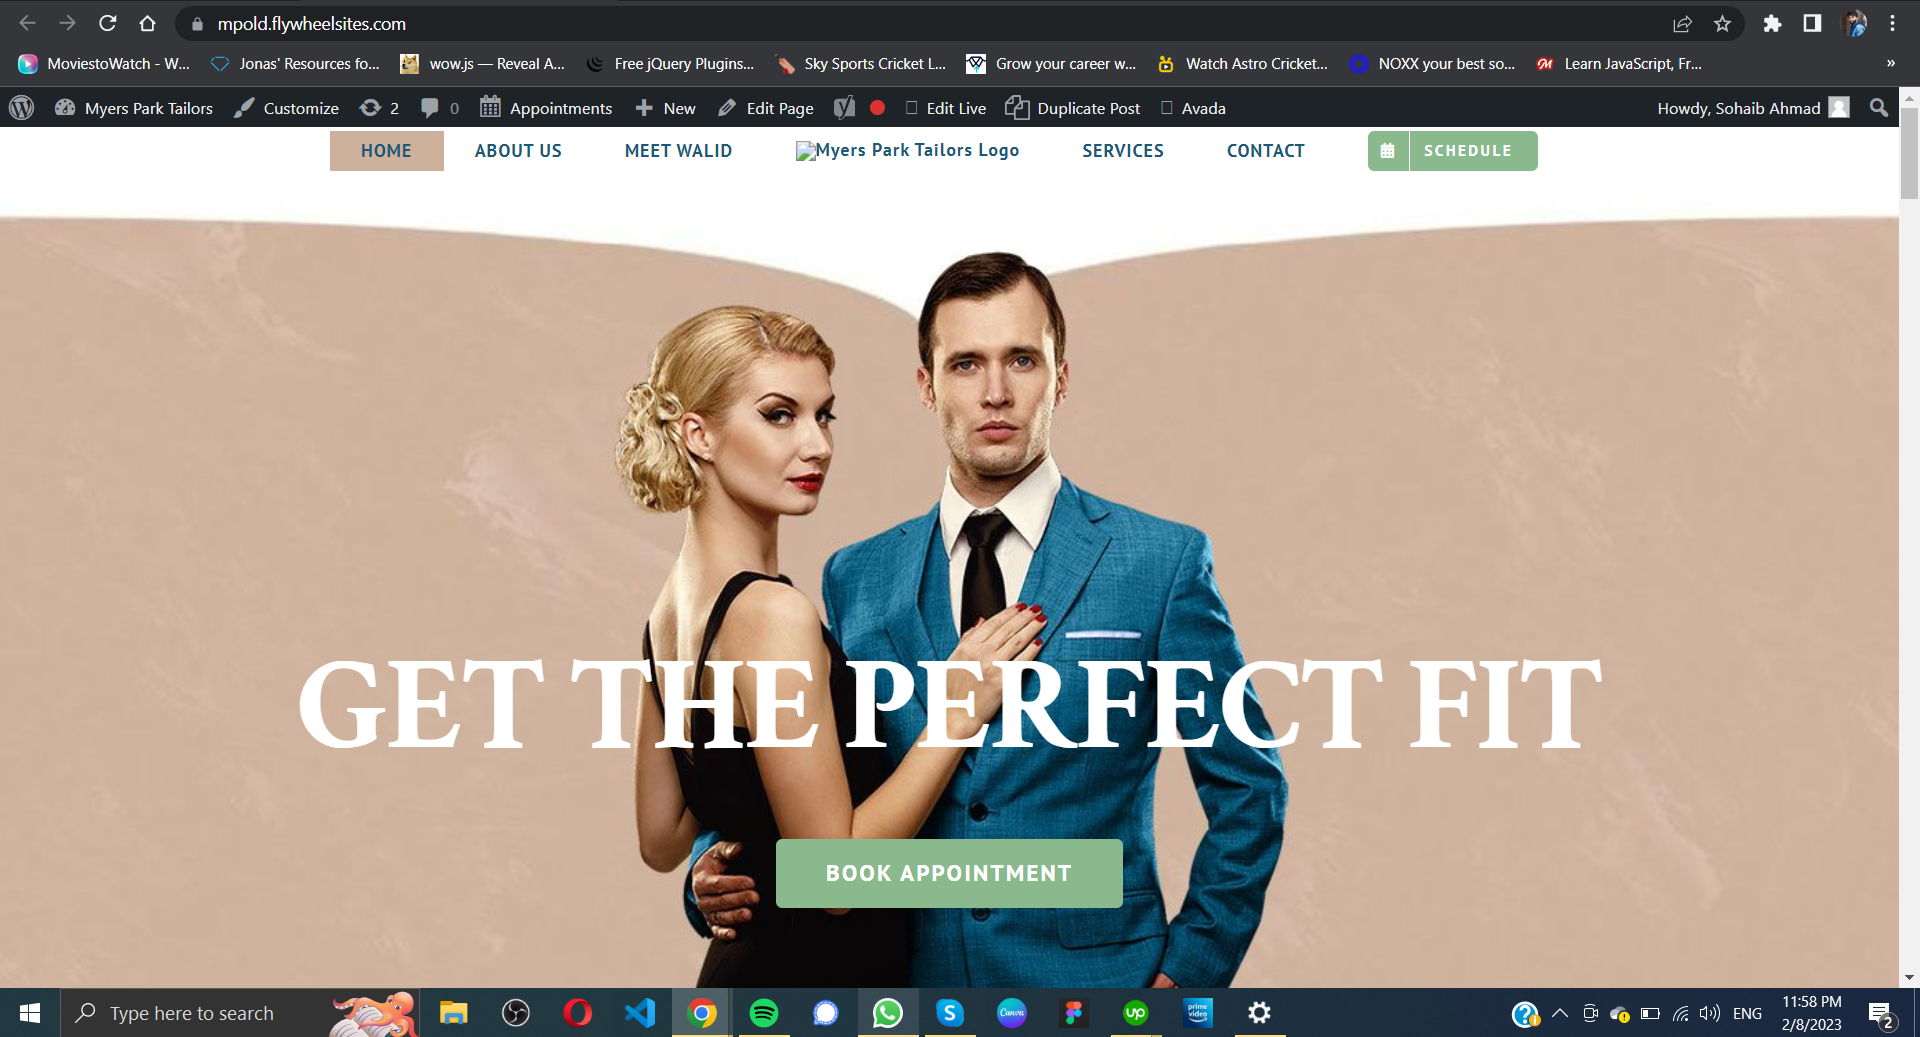 mpold.flywheelsites.com
MoviestoWatch - W... Jonas' Resources fo... wow.js — Reveal A... Free jQuery Plugins... Sky Sports Cricket L... Grow your career w... Watch Astro Cricket... NOXX your best so... Learn JavaScript, Fr... »
Myers Park Tailors Customize 2 0 Appointments New Edit Page Edit Live Duplicate Post Avada Howdy, Sohaib Ahmad
HOME ABOUT US MEET WALID Myers Park Tailors Logo SERVICES CONTACT SCHEDULE
GET THE PERFECT FIT
BOOK APPOINTMENT
Type here to search ENG 11:58 PM
2/8/2023 2
Canva
up
prime video